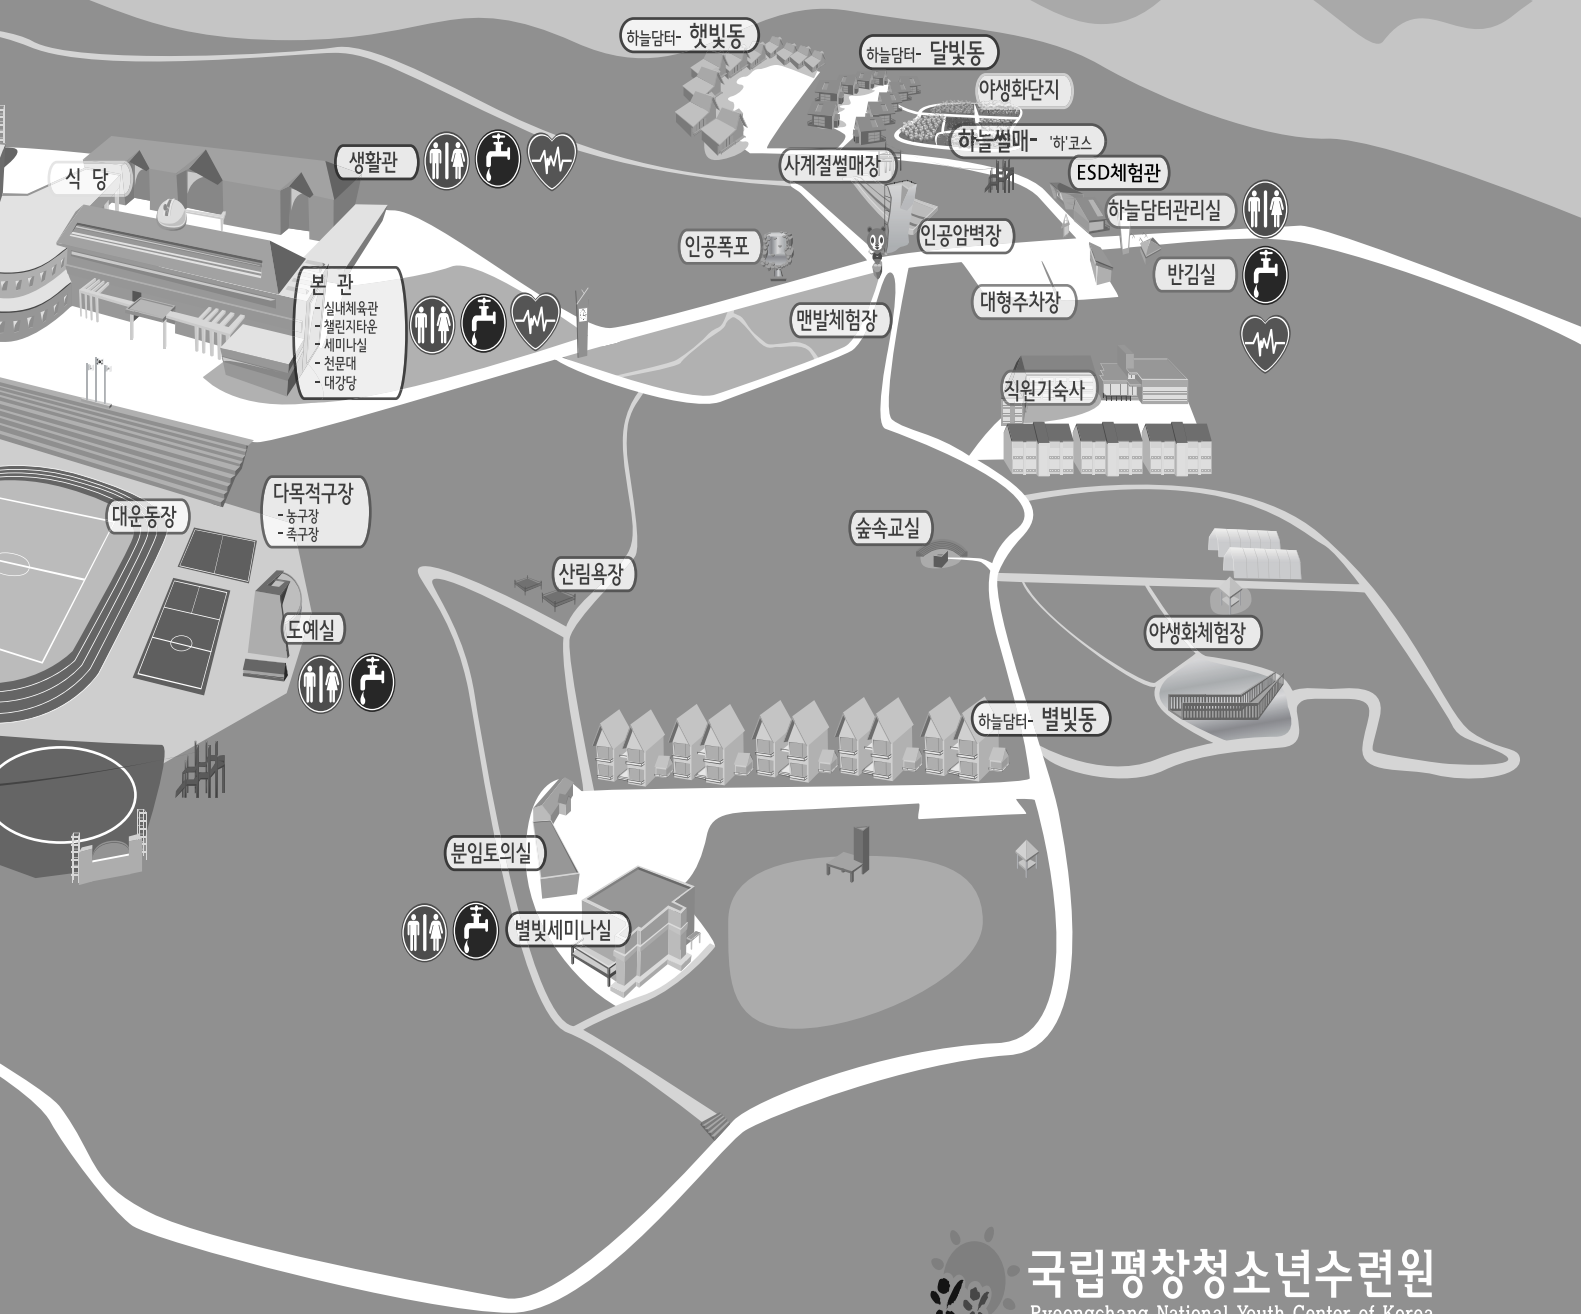 하늘담터- 햇빛동
하늘담터- 달빛동
야생화단지
하늘썰매- '하'코스
생활관
사계절썰매장
ESD체험관
식 당
하늘담터관리실
인공폭포
인공암벽장
반김실
본 관
- 실내체육관
- 챌린지타운
- 세미나실
- 천문대
- 대강당
대형주차장
맨발체험장
직원기숙사
다목적구장
- 농구장
- 족구장
대운동장
숲속교실
산림욕장
도예실
야생화체험장
하늘담터- 별빛동
분임토의실
별빛세미나실
국립평창청소년수련원
Pyeongchang National Youth Center of Korea